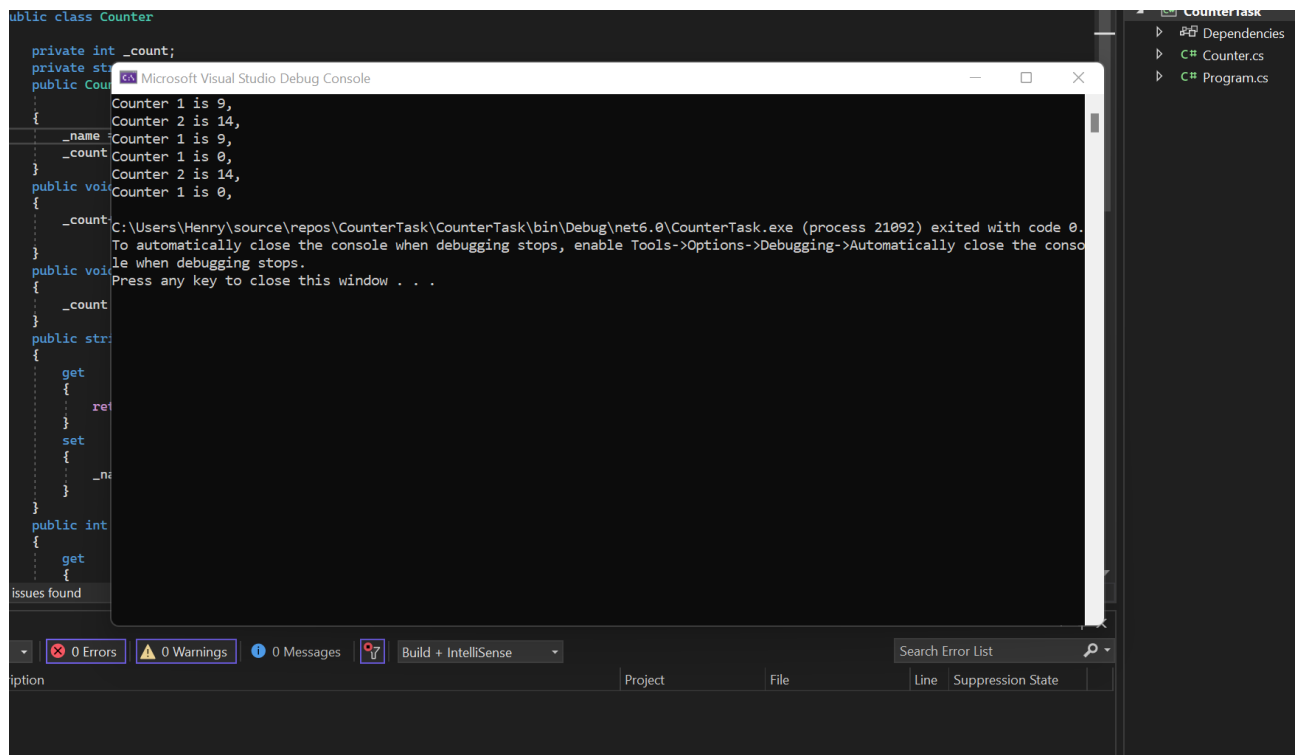 ublic class Counter
private int _count;
private str
public Coun
{
_name =
_count
}
public void
{
_count+
}
public void
{
_count
}
public stri
{
get
{
ret
}
set
{
_na
}
}
public int
{
get
{
issues found
Microsoft Visual Studio Debug Console
Counter 1 is 9,
Counter 2 is 14,
Counter 1 is 9,
Counter 1 is 0,
Counter 2 is 14,
Counter 1 is 0,
C:\Users\Henry\source\repos\CounterTask\CounterTask\bin\Debug\net6.0\CounterTask.exe (process 21092) exited with code 0.
To automatically close the console when debugging stops, enable Tools->Options->Debugging->Automatically close the conso
le when debugging stops.
Press any key to close this window . . .
C# CounterTask
Dependencies
C# Counter.cs
C# Program.cs
0 Errors
0 Warnings
0 Messages
Build + IntelliSense
Search Error List
iption
Project
File
Line
Suppression State